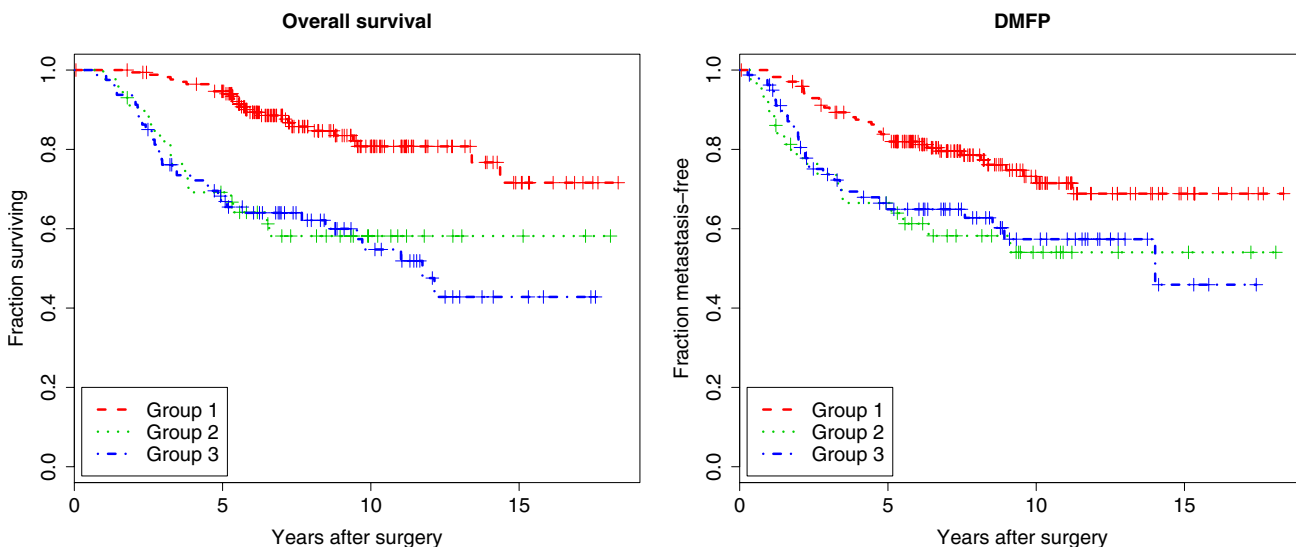 Overall survival
Fraction surviving
1.0
0.8
0.6
0.4
0.2
0.0
Group 1
Group 2
Group 3
0 5 10 15
Years after surgery
DMFP
Fraction metastasis–free
1.0
0.8
0.6
0.4
0.2
0.0
Group 1
Group 2
Group 3
0 5 10 15
Years after surgery